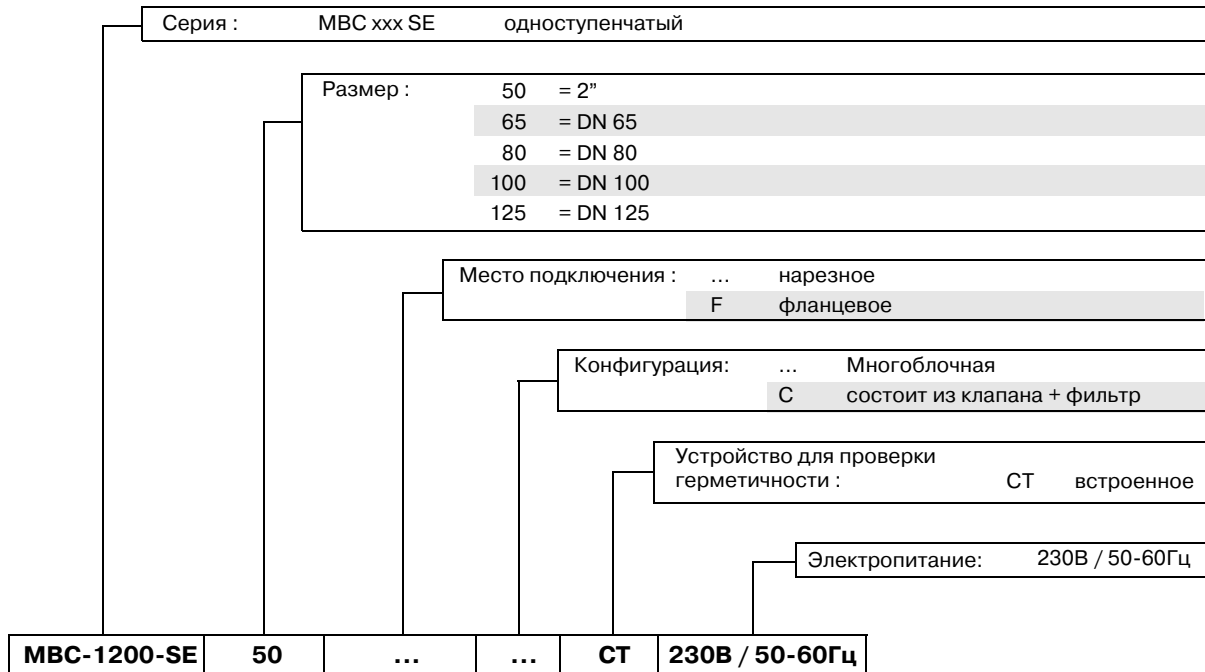 Серия : MBC xxx SE одноступенчатый
Размер : 50 = 2”
65 = DN 65
80 = DN 80
100 = DN 100
125 = DN 125
Место подключения : ... нарезное
F фланцевое
Конфигурация: ... Многоблочная
C состоит из клапана + фильтр
Устройство для проверки
герметичности : CT встроенное
Электропитание: 230В / 50-60Гц
MBC-1200-SE 50 ... ... CT 230В / 50-60Гц